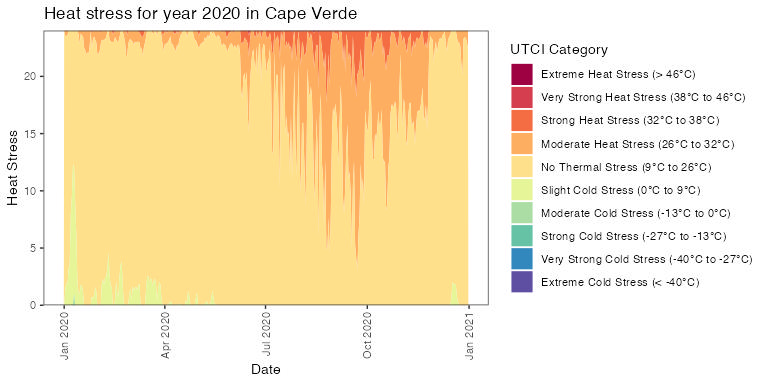 Heat stress for year 2020 in Cape Verde
Heat Stress
20
15
10
5
0
Jan 2020
Apr 2020
Jul 2020
Oct 2020
Jan 2021
Date
UTCI Category
Extreme Heat Stress (> 46°C)
Very Strong Heat Stress (38°C to 46°C)
Strong Heat Stress (32°C to 38°C)
Moderate Heat Stress (26°C to 32°C)
No Thermal Stress (9°C to 26°C)
Slight Cold Stress (0°C to 9°C)
Moderate Cold Stress (-13°C to 0°C)
Strong Cold Stress (-27°C to -13°C)
Very Strong Cold Stress (-40°C to -27°C)
Extreme Cold Stress (< -40°C)